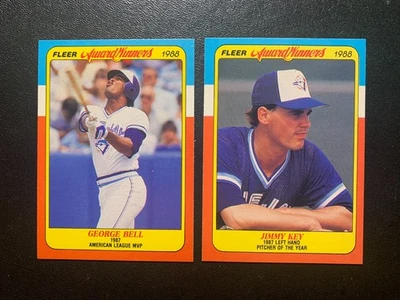 FLEER Award Winners 1988
GEORGE BELL
1987
AMERICAN LEAGUE MVP
FLEER Award Winners 1988
JIMMY KEY
1987 LEFT HAND
PITCHER OF THE YEAR